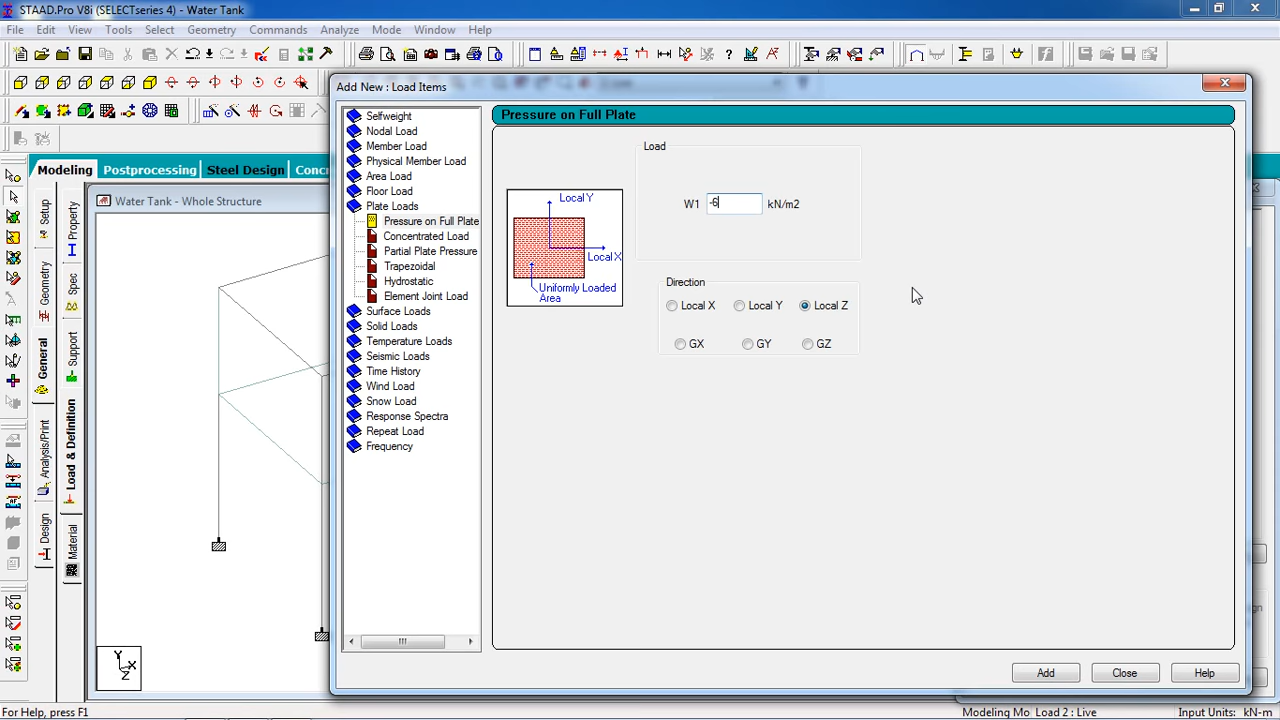 STAAD.Pro V8i (SELECTseries 4) - Water Tank
File Edit View Tools Select Geometry Commands Analyze Mode Window Help
Add New : Load Items
Modeling Postprocessing Steel Design Concr
Water Tank - Whole Structure
Setup
Geometry
General
Analysis/Print
Design
Property
Spec
Support
Load & Definition
Material
Selfweight
Nodal Load
Member Load
Physical Member Load
Area Load
Floor Load
Plate Loads
Pressure on Full Plate
Concentrated Load
Partial Plate Pressure
Trapezoidal
Hydrostatic
Element Joint Load
Surface Loads
Solid Loads
Temperature Loads
Seismic Loads
Time History
Wind Load
Snow Load
Response Spectra
Repeat Load
Frequency
Pressure on Full Plate
Load
W1 -6 kN/m2
Local Y
Local X
Uniformly Loaded
Area
Direction
Local X Local Y Local Z
GX GY GZ
Add Close Help
Y
X
Z
For Help, press F1
Modeling Mo Load 2 : Live Input Units: kN-m